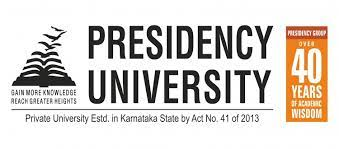 GAIN MORE KNOWLEDGE
REACH GREATER HEIGHTS
PRESIDENCY
UNIVERSITY
Private University Estd. in Karnataka State by Act No. 41 of 2013
PRESIDENCY GROUP
OVER
40
YEARS
OF ACADEMIC
WISDOM